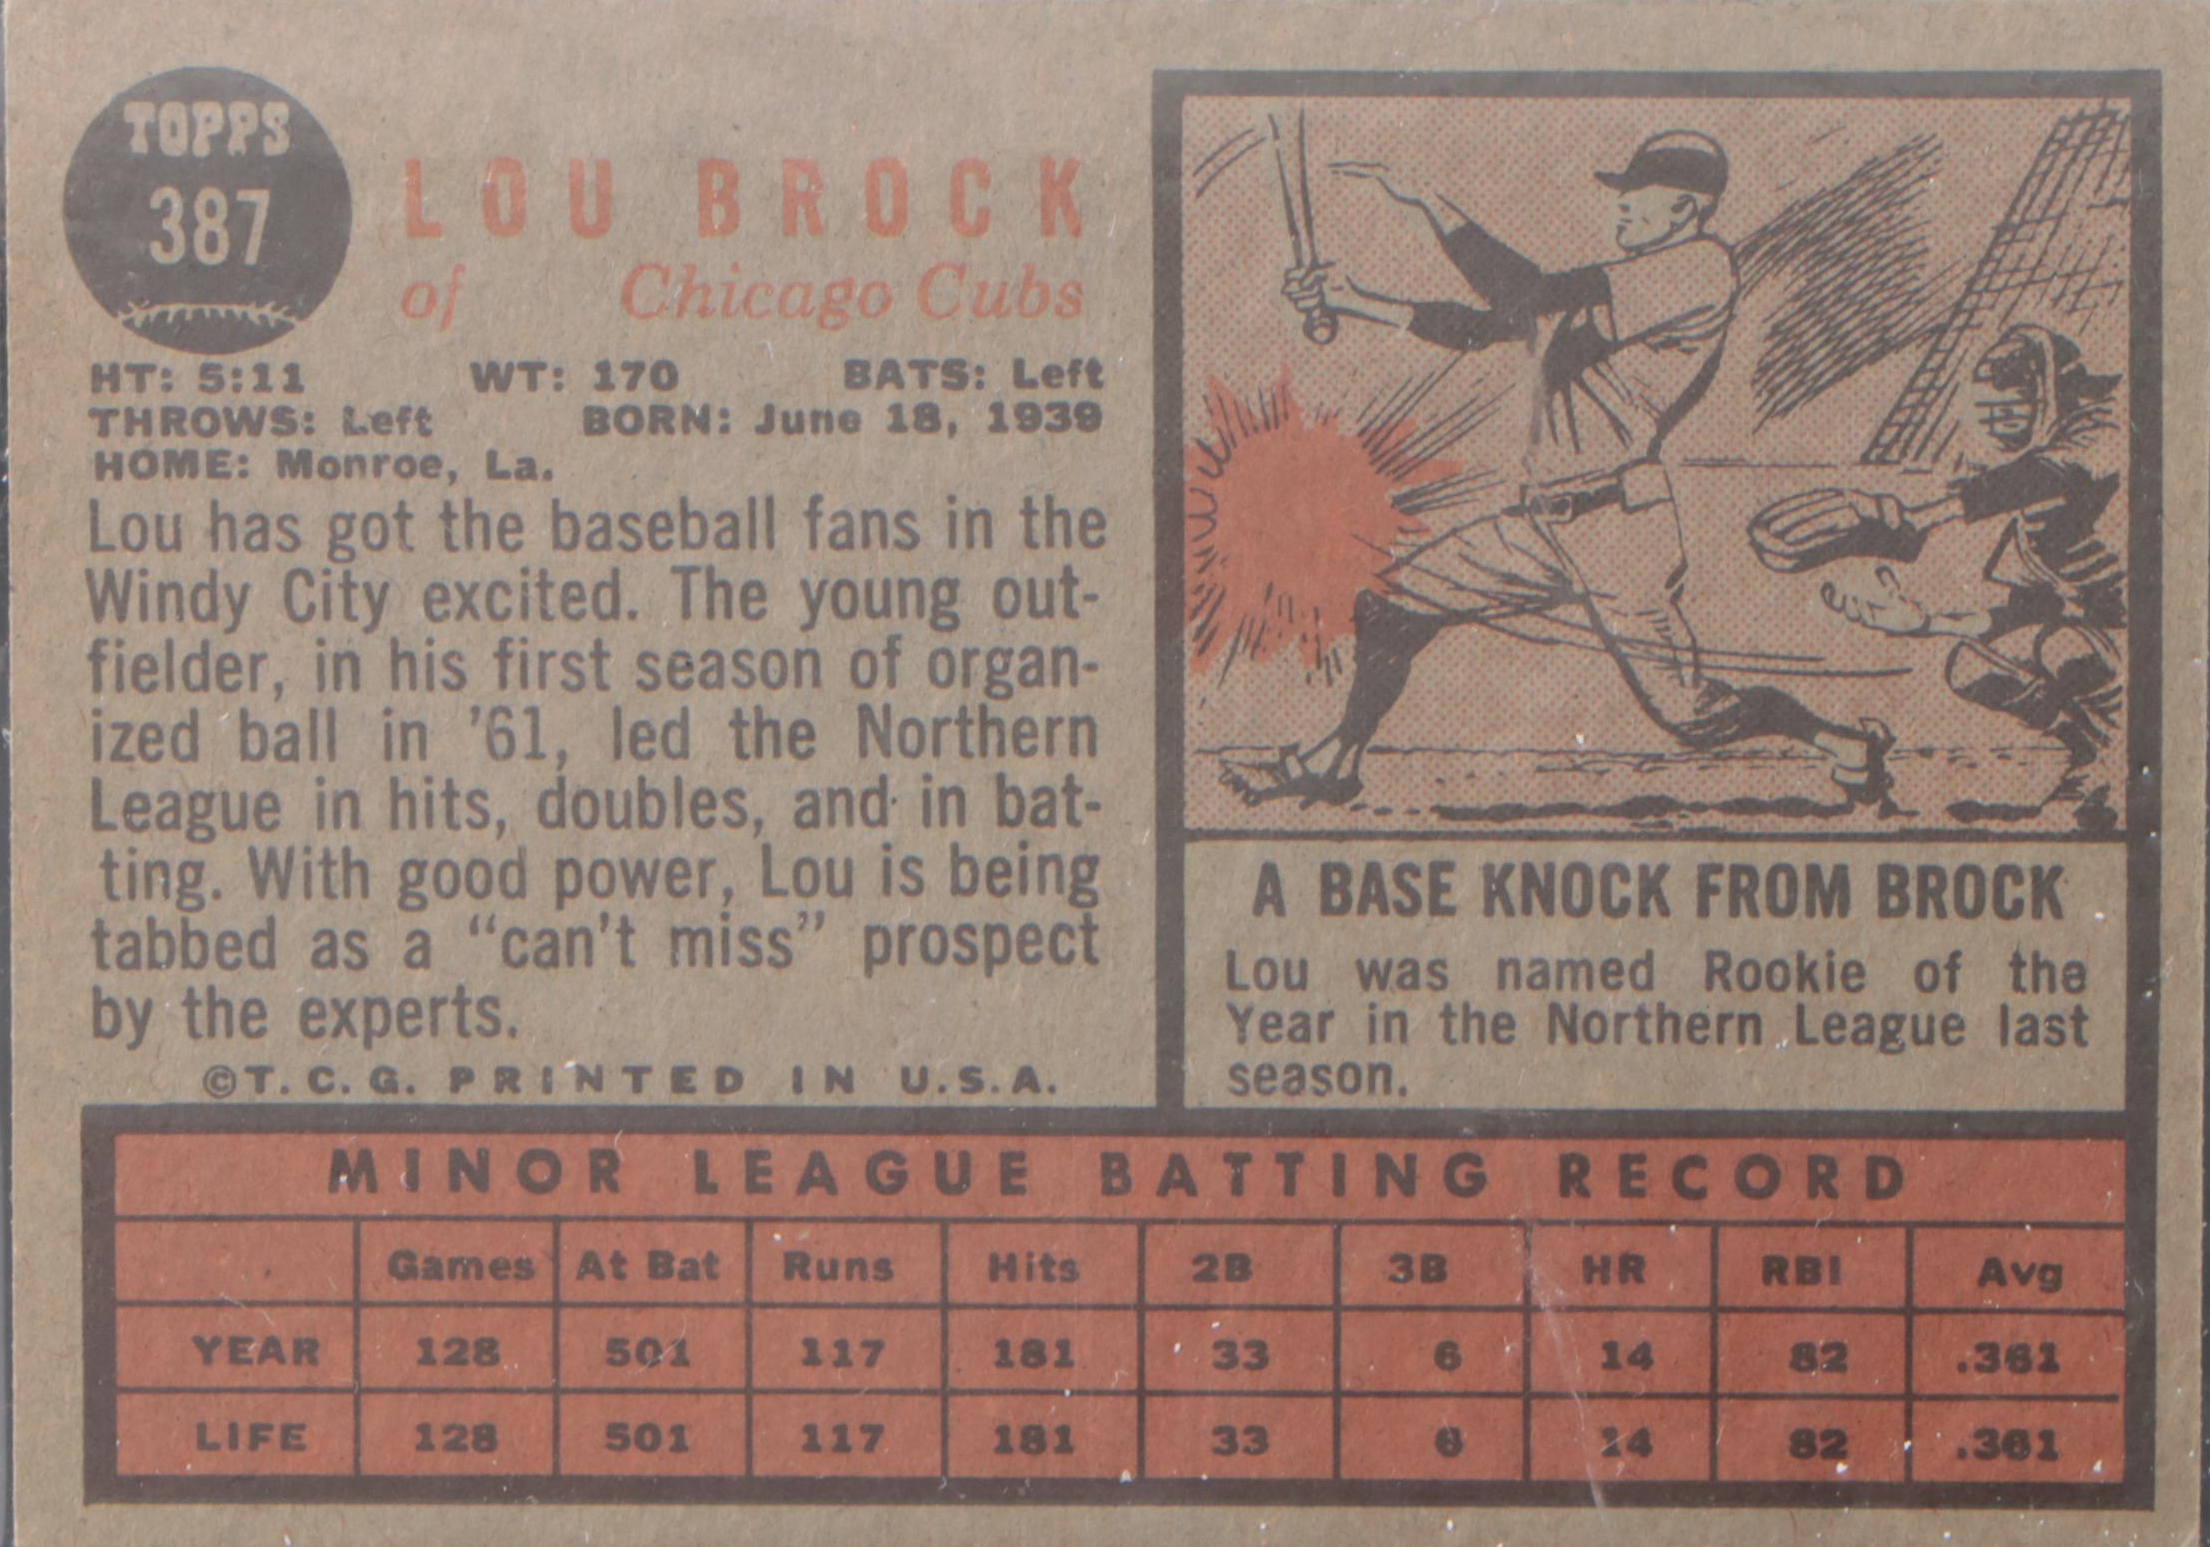 TOPPS
387
LOU BROCK
of Chicago Cubs
HT: 5:11 WT: 170 BATS: Left
THROWS: Left BORN: June 18, 1939
HOME: Monroe, La.
Lou has got the baseball fans in the
Windy City excited. The young out-
fielder, in his first season of organ-
ized ball in '61, led the Northern
League in hits, doubles, and in bat-
ting. With good power, Lou is being
tabbed as a “can't miss” prospect
by the experts.
©T.C.G. PRINTED IN U.S.A.
A BASE KNOCK FROM BROCK
Lou was named Rookie of the
Year in the Northern League last
season.
MINOR LEAGUE BATTING RECORD
Games At Bat Runs Hits 2B 3B HR RBI Avg
YEAR 128 501 117 181 33 6 14 82 .361
LIFE 128 501 117 181 33 6 14 82 .361